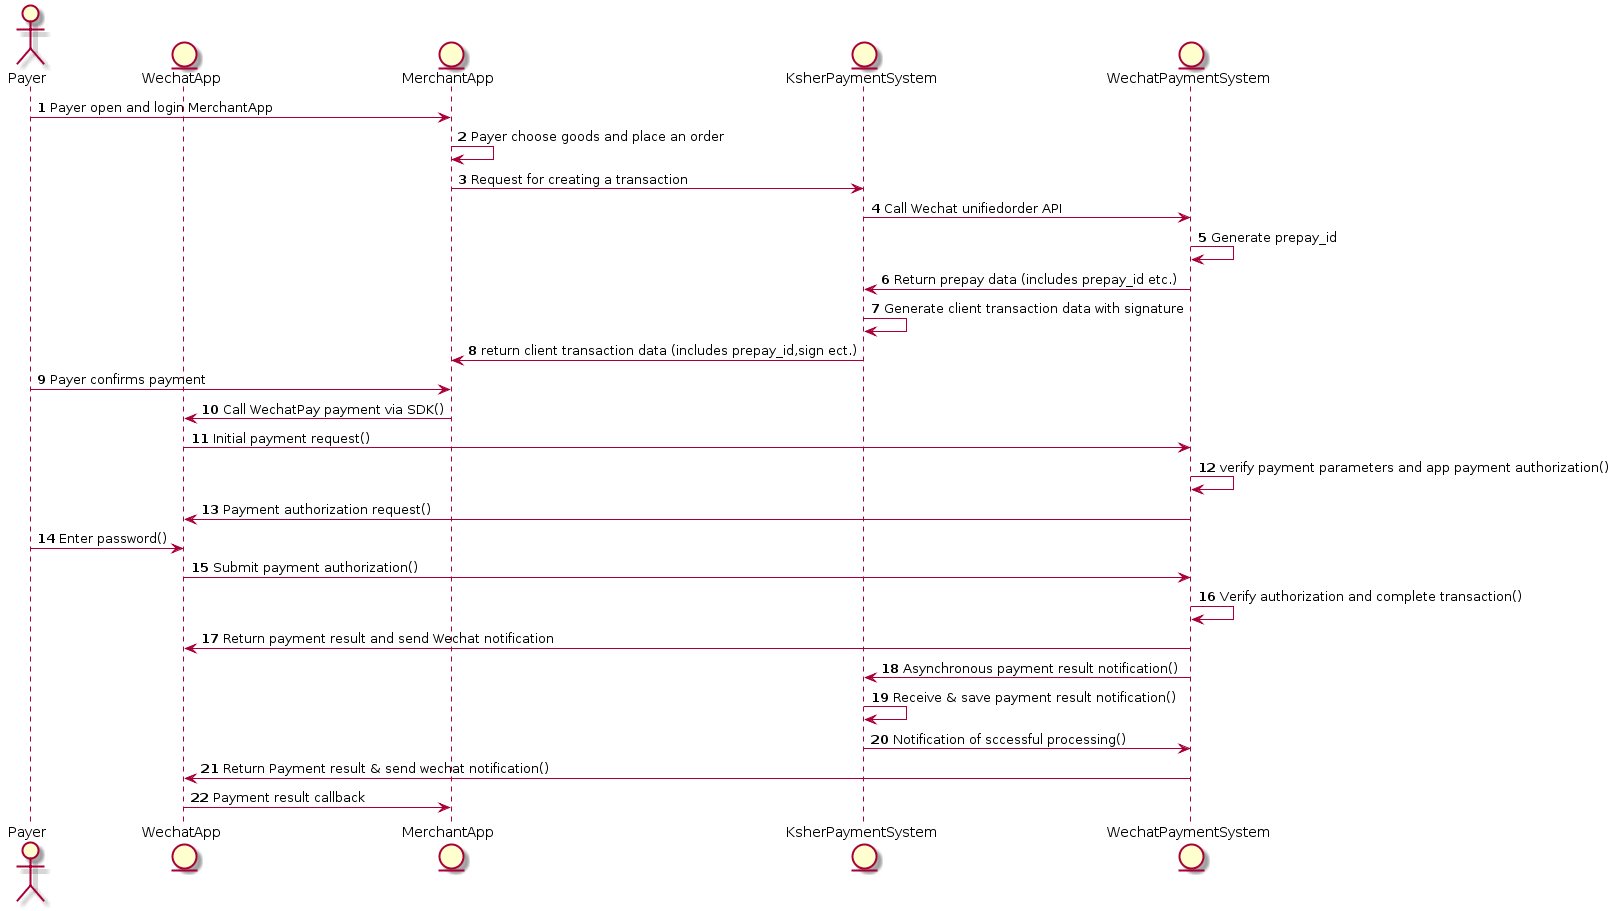 Payer
WechatApp
MerchantApp
KsherPaymentSystem
WechatPaymentSystem
1 Payer open and login MerchantApp
2 Payer choose goods and place an order
3 Request for creating a transaction
4 Call Wechat unifiedorder API
5 Generate prepay_id
6 Return prepay data (includes prepay_id etc.)
7 Generate client transaction data with signature
8 return client transaction data (includes prepay_id,sign ect.)
9 Payer confirms payment
10 Call WechatPay payment via SDK()
11 Initial payment request()
12 verify payment parameters and app payment authorization()
13 Payment authorization request()
14 Enter password()
15 Submit payment authorization()
16 Verify authorization and complete transaction()
17 Return payment result and send Wechat notification
18 Asynchronous payment result notification()
19 Receive & save payment result notification()
20 Notification of sccessful processing()
21 Return Payment result & send wechat notification()
22 Payment result callback
Payer
WechatApp
MerchantApp
KsherPaymentSystem
WechatPaymentSystem